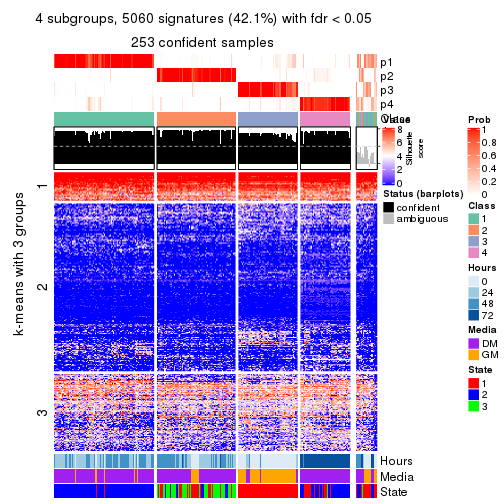 4 subgroups, 5060 signatures (42.1%) with fdr < 0.05
253 confident samples
p1
p2
p3
p4
Class
Silhouette
score
k-means with 3 groups
1
2
3
Hours
Media
State
Value
8
6
4
2
0
Status (barplots)
confident
ambiguous
Prob
1
0.8
0.6
0.4
0.2
0
Class
1
2
3
4
Hours
0
24
48
72
Media
DM
GM
State
1
2
3